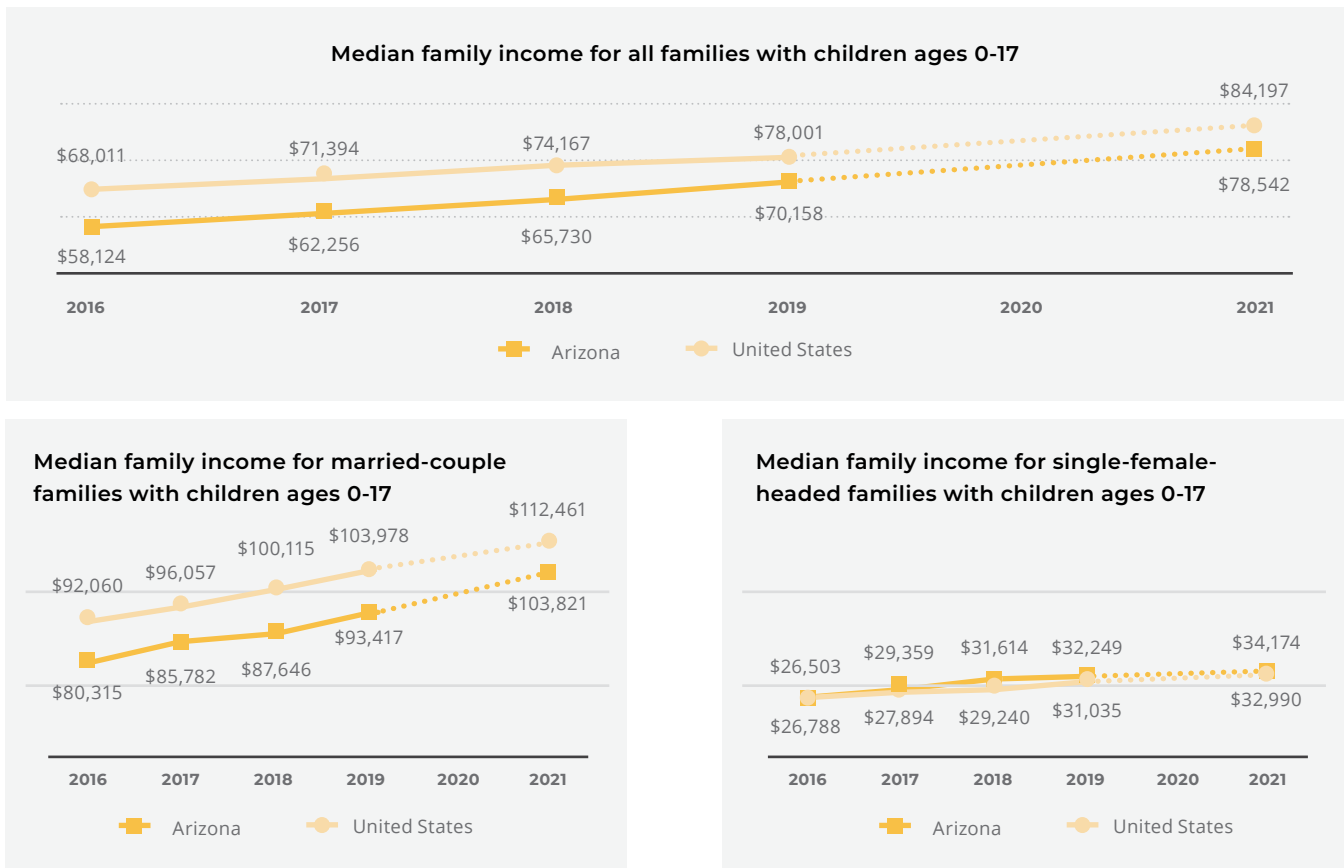 Median family income for all families with children ages 0-17
$84,197
$78,001
$74,167
$71,394
$68,011
$78,542
$70,158
$65,730
$62,256
$58,124
2016 2017 2018 2019 2020 2021
Arizona United States
Median family income for married-couple
families with children ages 0-17
$112,461
$103,978
$100,115
$96,057
$92,060
$103,821
$93,417
$87,646
$85,782
$80,315
2016 2017 2018 2019 2020 2021
Arizona United States
Median family income for single-female-
headed families with children ages 0-17
$26,503 $29,359 $31,614 $32,249 $34,174
$26,788 $27,894 $29,240 $31,035 $32,990
2016 2017 2018 2019 2020 2021
Arizona United States